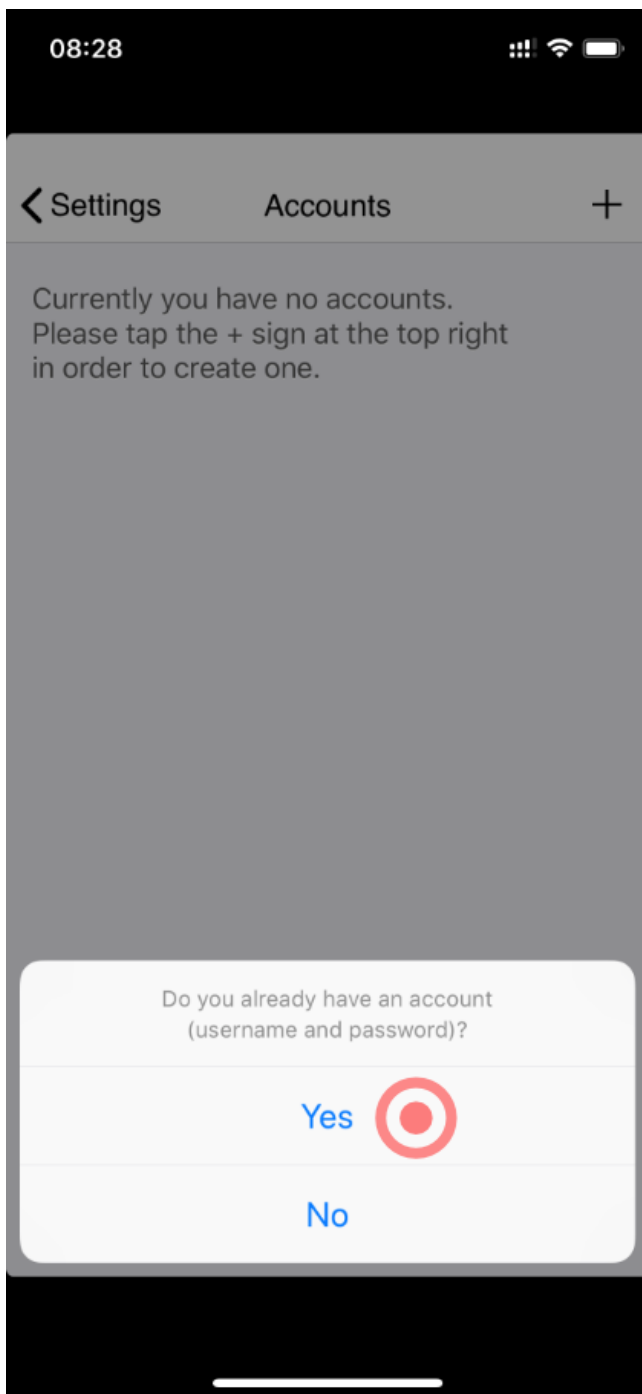 08:28
Settings
Accounts
+
Currently you have no accounts.
Please tap the + sign at the top right
in order to create one.
Do you already have an account
(username and password)?
Yes
No